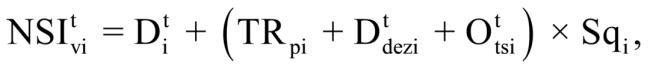 NSI^t_vi = D^t_i + (TR_pi + D^t_dezi + O^t_tsi) × Sq_i,